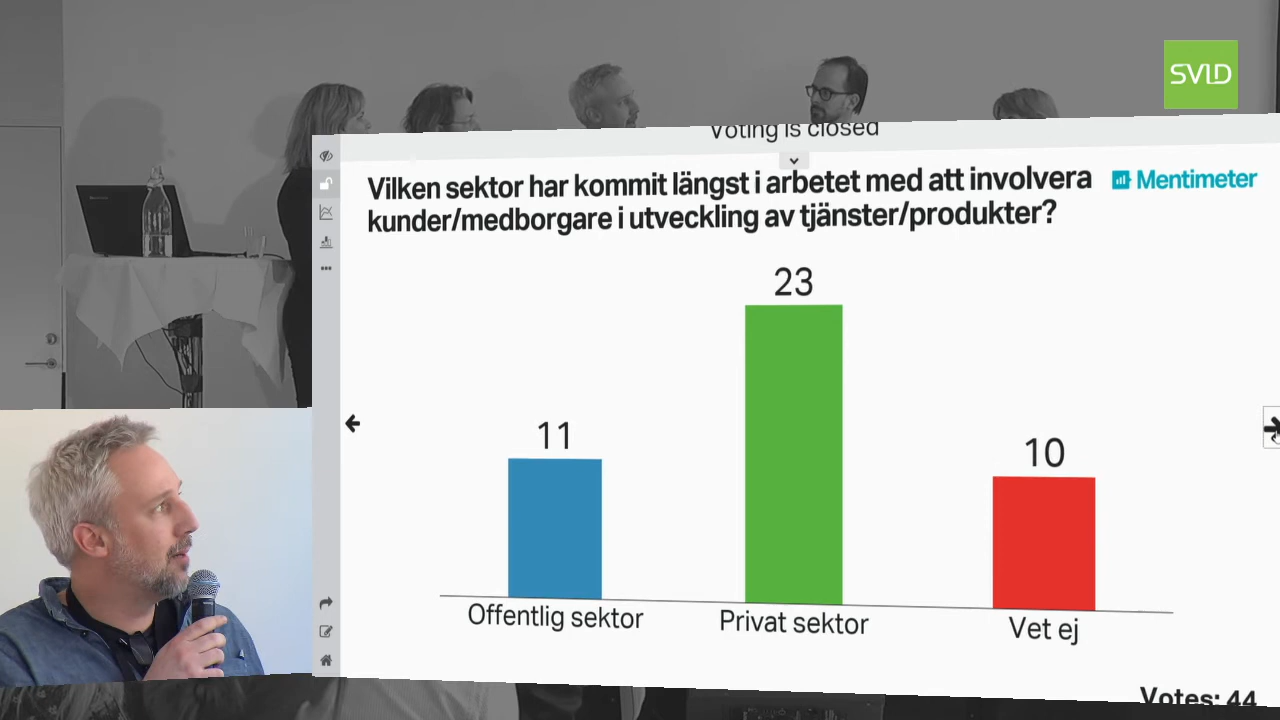 SVID
Voting is closed
Vilken sektor har kommit längst i arbetet med att involvera
kunder/medborgare i utveckling av tjänster/produkter?
Mentimeter
23
11
10
Offentlig sektor
Privat sektor
Vet ej
Votes: 44